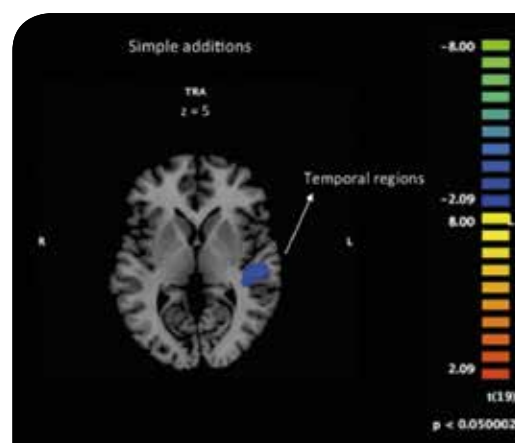 Simple additions
TRA
z = 5
Temporal regions
R
L
-8.00
-2.09
8.00
2.09
t(19)
p < 0.050002